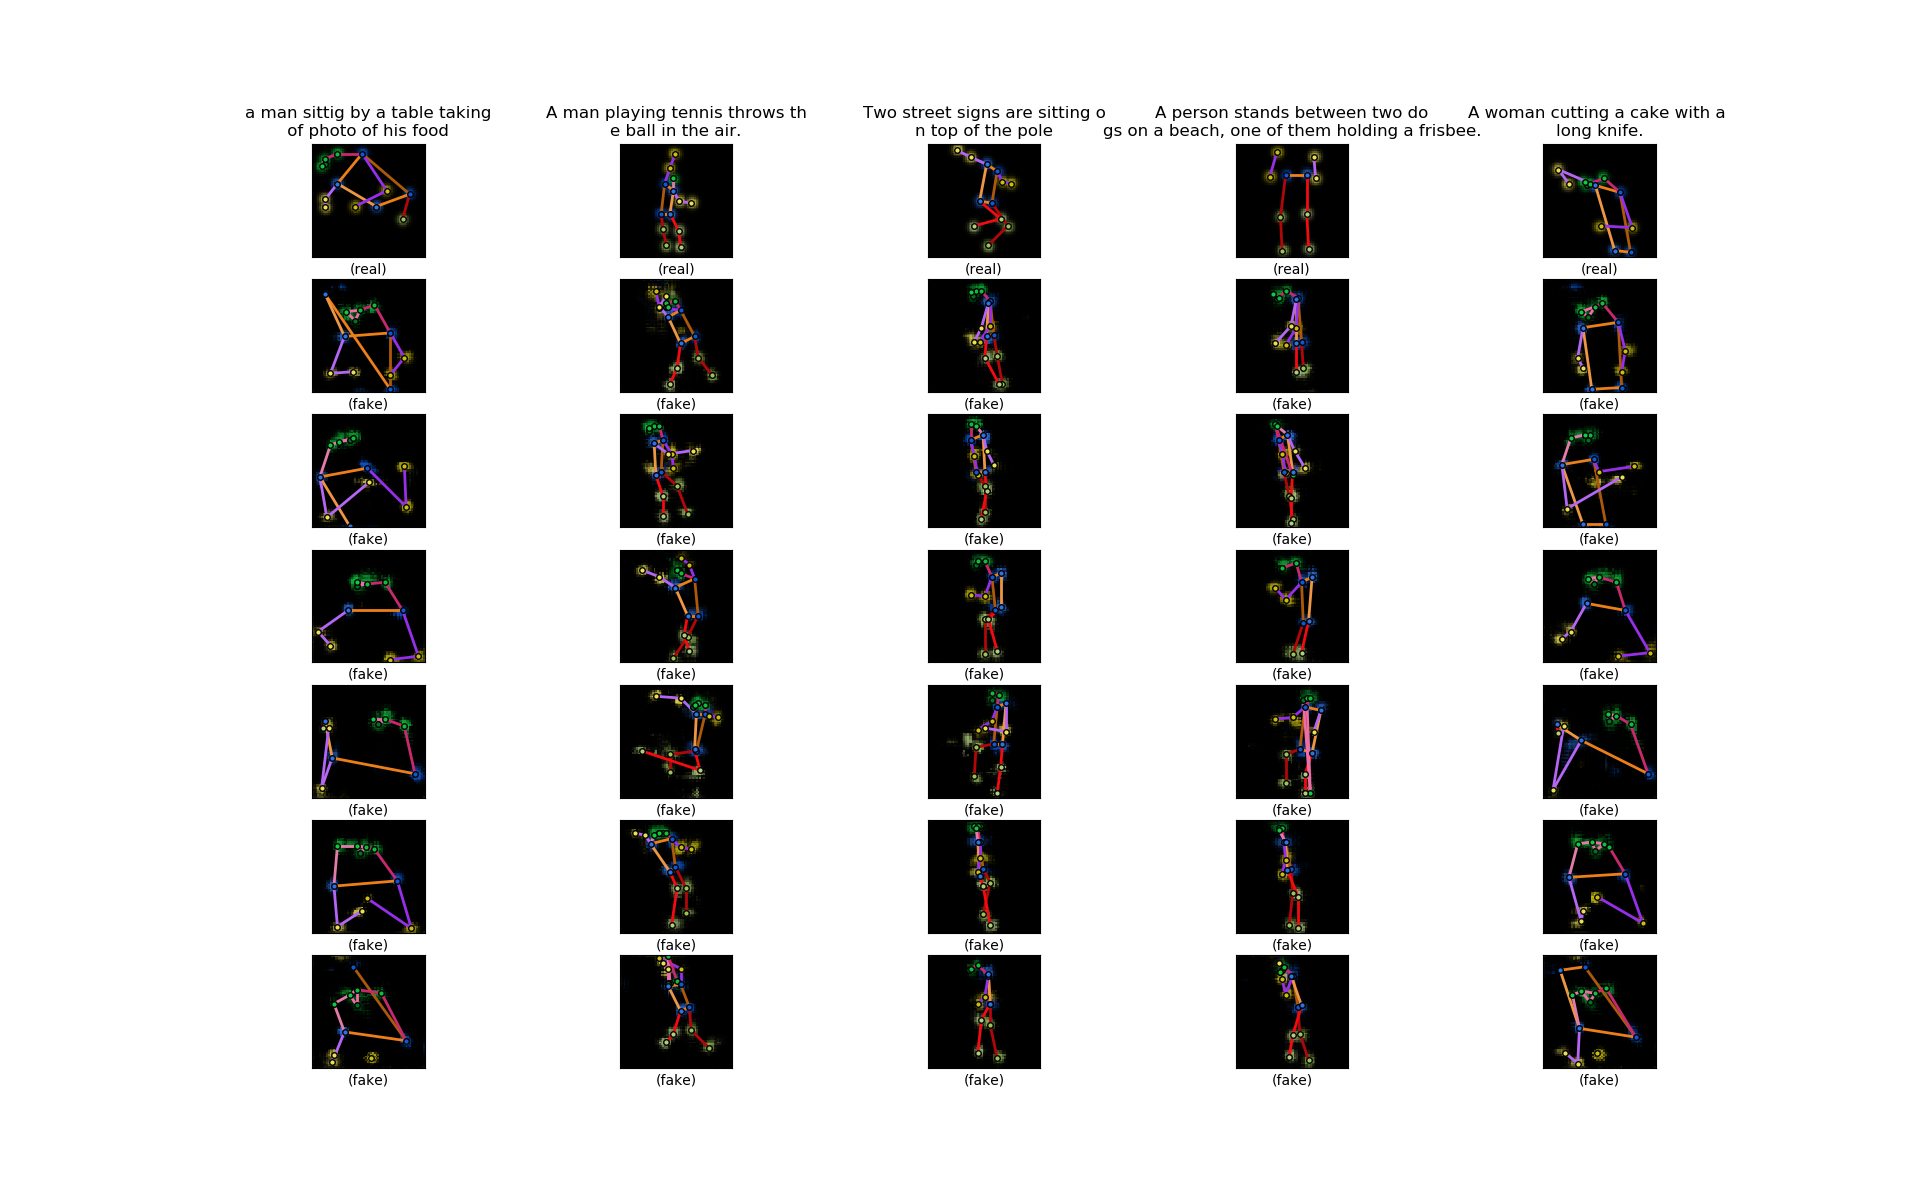 a man sittig by a table taking
of photo of his food
A man playing tennis throws th
e ball in the air.
Two street signs are sitting o
n top of the pole
A person stands between two do
gs on a beach, one of them holding a frisbee.
A woman cutting a cake with a
long knife.
(real) (real) (real) (real) (real)
(fake) (fake) (fake) (fake) (fake)
(fake) (fake) (fake) (fake) (fake)
(fake) (fake) (fake) (fake) (fake)
(fake) (fake) (fake) (fake) (fake)
(fake) (fake) (fake) (fake) (fake)
(fake) (fake) (fake) (fake) (fake)